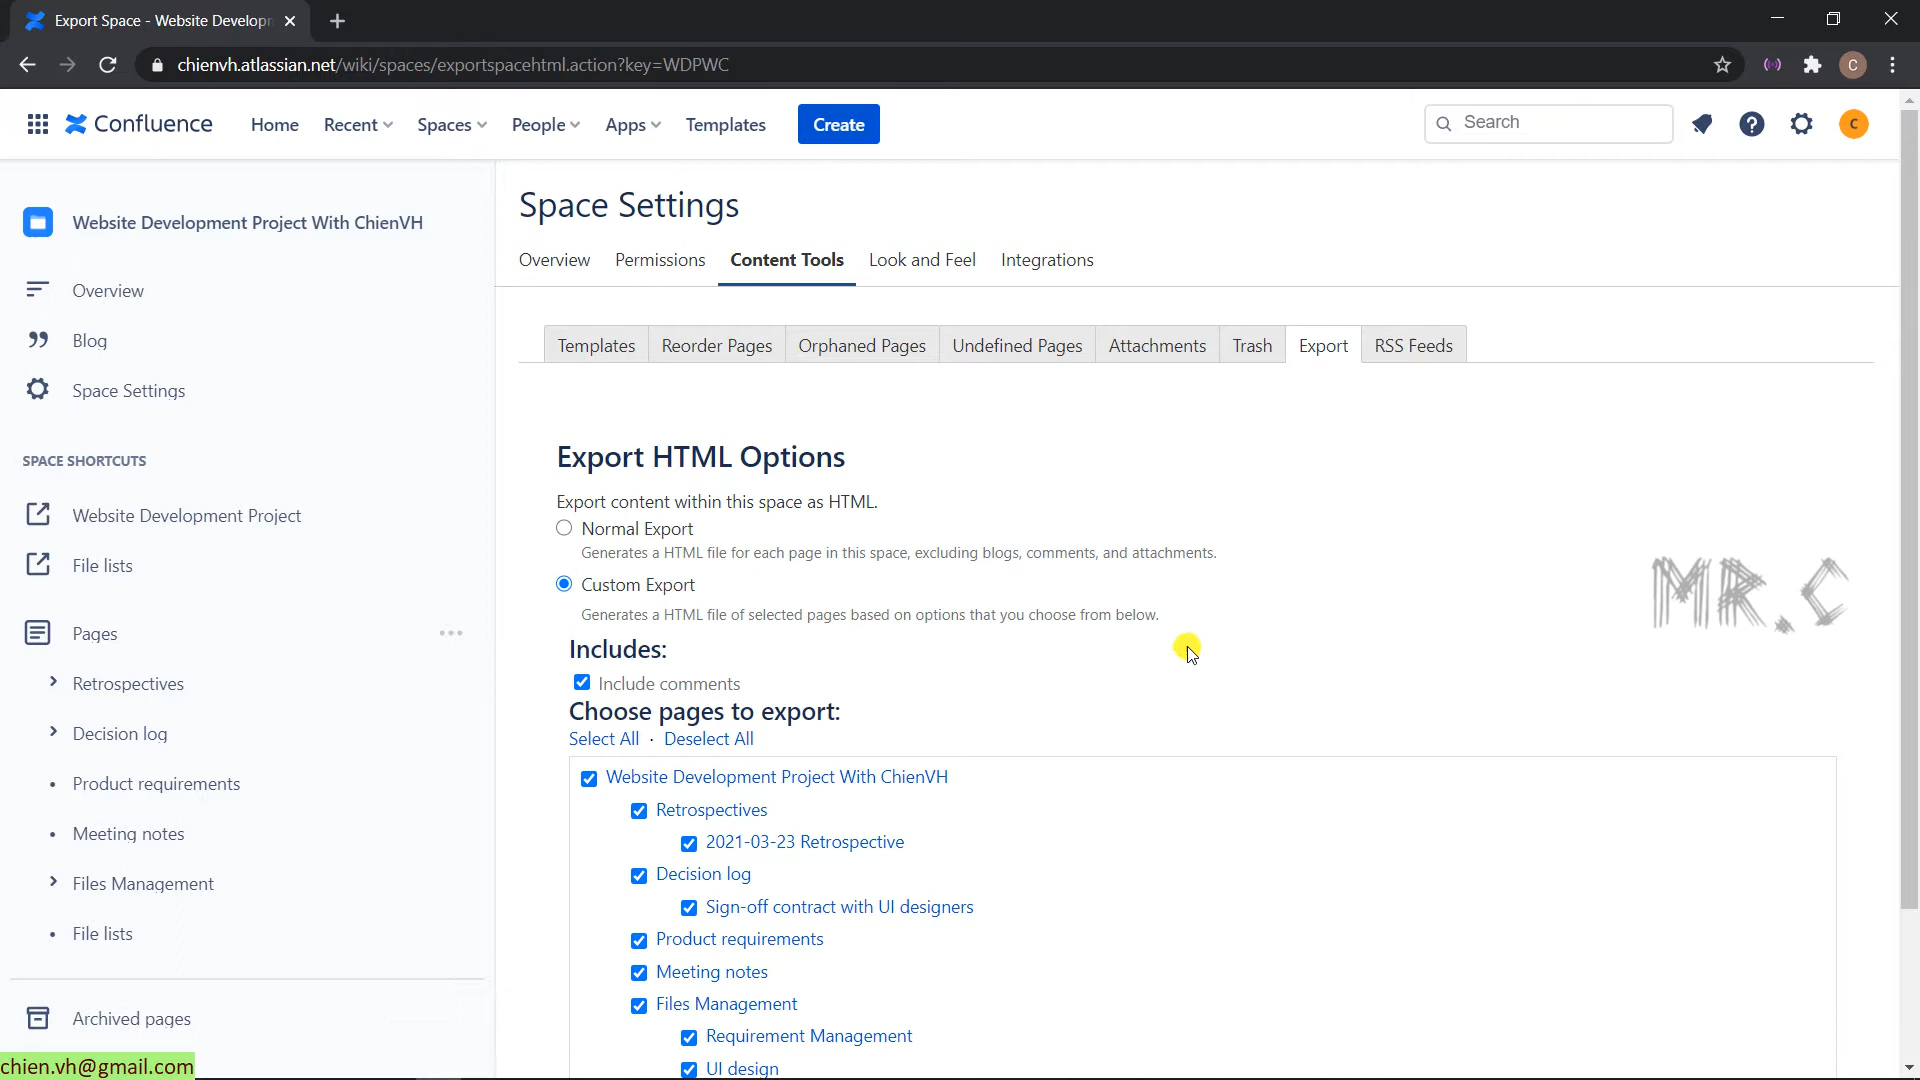 Export Space - Website Developm
chienvh.atlassian.net/wiki/spaces/exportspacehtml.action?key=WDPWC
C
Confluence
Home
Recent
Spaces
People
Apps
Templates
Create
Search
C
Website Development Project With ChienVH
Overview
Blog
Space Settings
SPACE SHORTCUTS
Website Development Project
File lists
Pages
Retrospectives
Decision log
Product requirements
Meeting notes
Files Management
File lists
Archived pages
chien.vh@gmail.com
Space Settings
Overview
Permissions
Content Tools
Look and Feel
Integrations
Templates
Reorder Pages
Orphaned Pages
Undefined Pages
Attachments
Trash
Export
RSS Feeds
Export HTML Options
Export content within this space as HTML.
Normal Export
Generates a HTML file for each page in this space, excluding blogs, comments, and attachments.
Custom Export
Generates a HTML file of selected pages based on options that you choose from below.
Includes:
Include comments
Choose pages to export:
Select All · Deselect All
Website Development Project With ChienVH
Retrospectives
2021-03-23 Retrospective
Decision log
Sign-off contract with UI designers
Product requirements
Meeting notes
Files Management
Requirement Management
UI design
MR.C